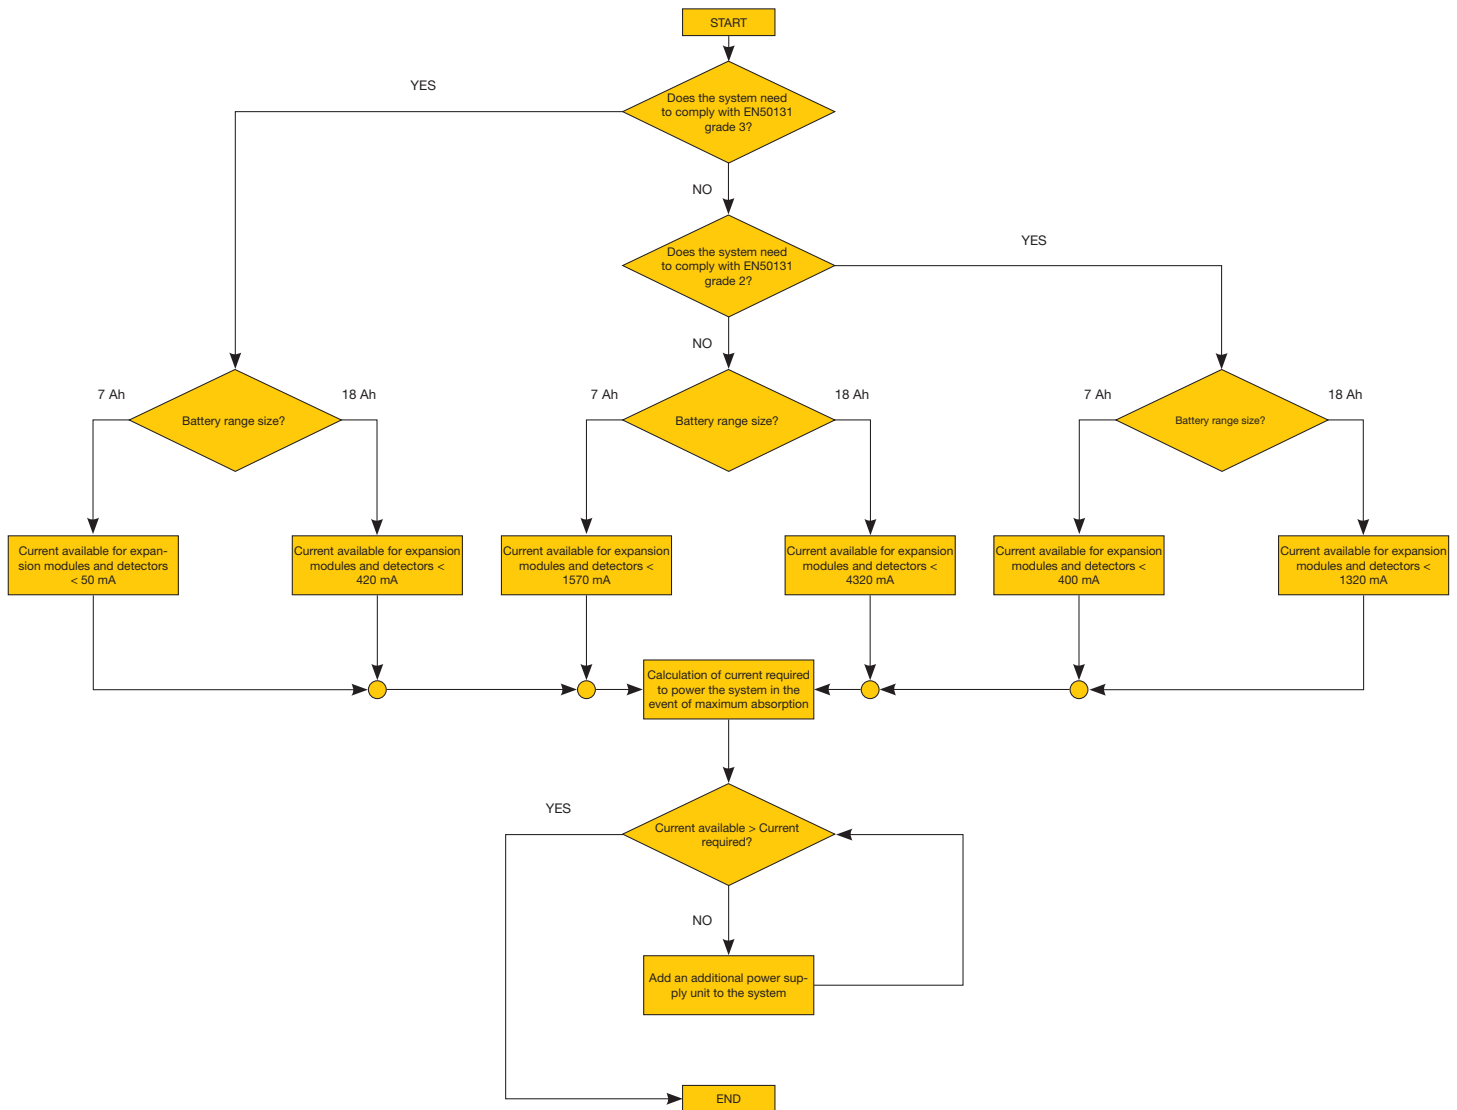 START
YES
Does the system need
to comply with EN50131
grade 3?
NO
Does the system need
to comply with EN50131
grade 2?
YES
NO
7 Ah
18 Ah
Battery range size?
7 Ah
18 Ah
Battery range size?
7 Ah
18 Ah
Battery range size?
Current available for expan-
sion modules and detectors
< 50 mA
Current available for expansion
modules and detectors <
420 mA
Current available for expansion
modules and detectors <
1570 mA
Current available for expansion
modules and detectors <
4320 mA
Current available for expansion
modules and detectors <
400 mA
Current available for expansion
modules and detectors <
1320 mA
Calculation of current required
to power the system in the
event of maximum absorption
YES
Current available > Current
required?
NO
Add an additional power sup-
ply unit to the system
END